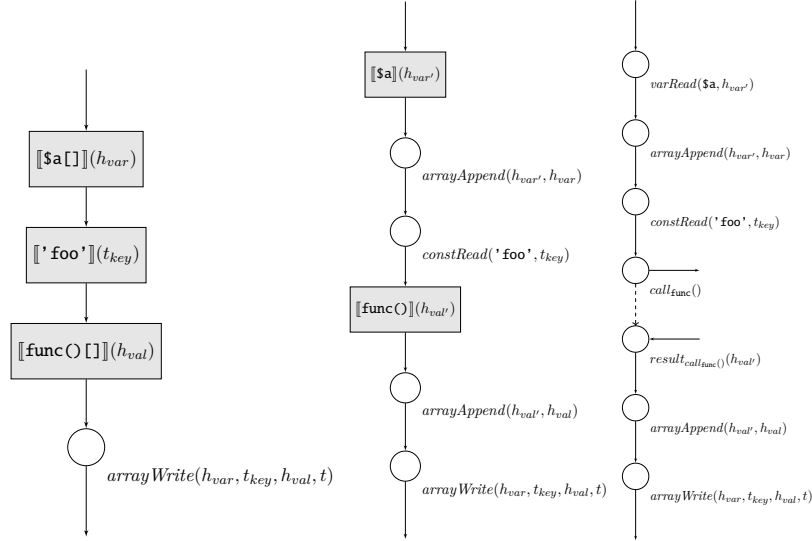 ⟦$a[]⟧(h_var)
⟦'foo'⟧(t_key)
⟦func()[]⟧(h_val)
arrayWrite(h_var, t_key, h_val, t)
⟦$a⟧(h_var′)
arrayAppend(h_var′, h_var)
constRead('foo', t_key)
⟦func()⟧(h_val′)
arrayAppend(h_val′, h_val)
arrayWrite(h_var, t_key, h_val, t)
varRead($a, h_var′)
arrayAppend(h_var′, h_var)
constRead('foo', t_key)
call_func()
result_call_func()(h_val′)
arrayAppend(h_val′, h_val)
arrayWrite(h_var, t_key, h_val, t)